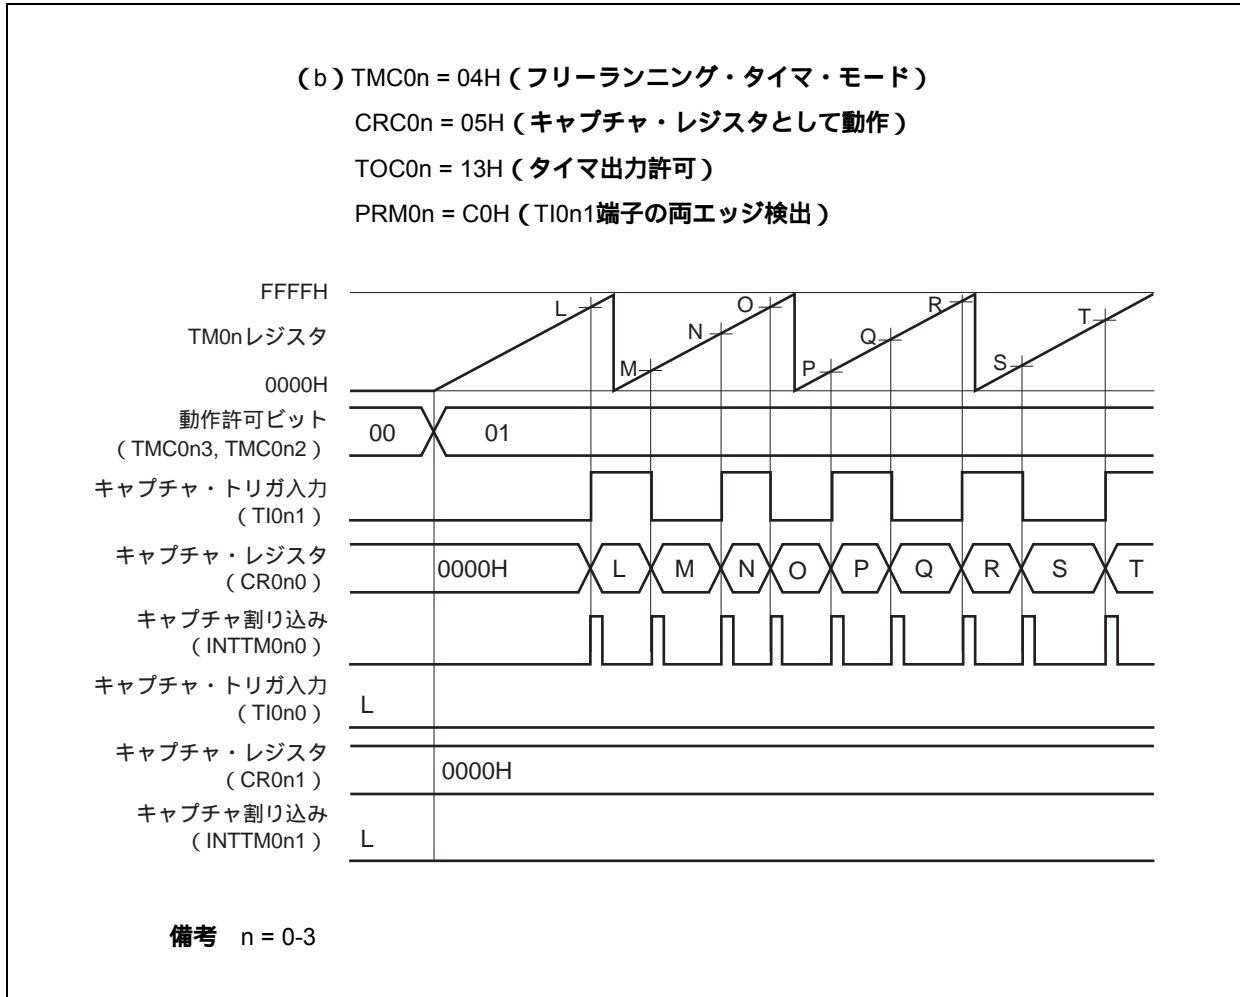 （b）TMC0n = 04H（フリーランニング・タイマ・モード）
CRC0n = 05H（キャプチャ・レジスタとして動作）
TOC0n = 13H（タイマ出力許可）
PRM0n = C0H（TI0n1端子の両エッジ検出）
FFFFH
TM0nレジスタ
0000H
L M N O P Q R S T
動作許可ビット
（TMC0n3, TMC0n2）
00 01
キャプチャ・トリガ入力
（TI0n1）
キャプチャ・レジスタ
（CR0n0）
0000H L M N O P Q R S T
キャプチャ割り込み
（INTTM0n0）
キャプチャ・トリガ入力
（TI0n0）
L
キャプチャ・レジスタ
（CR0n1）
0000H
キャプチャ割り込み
（INTTM0n1）
L
備考 n = 0-3